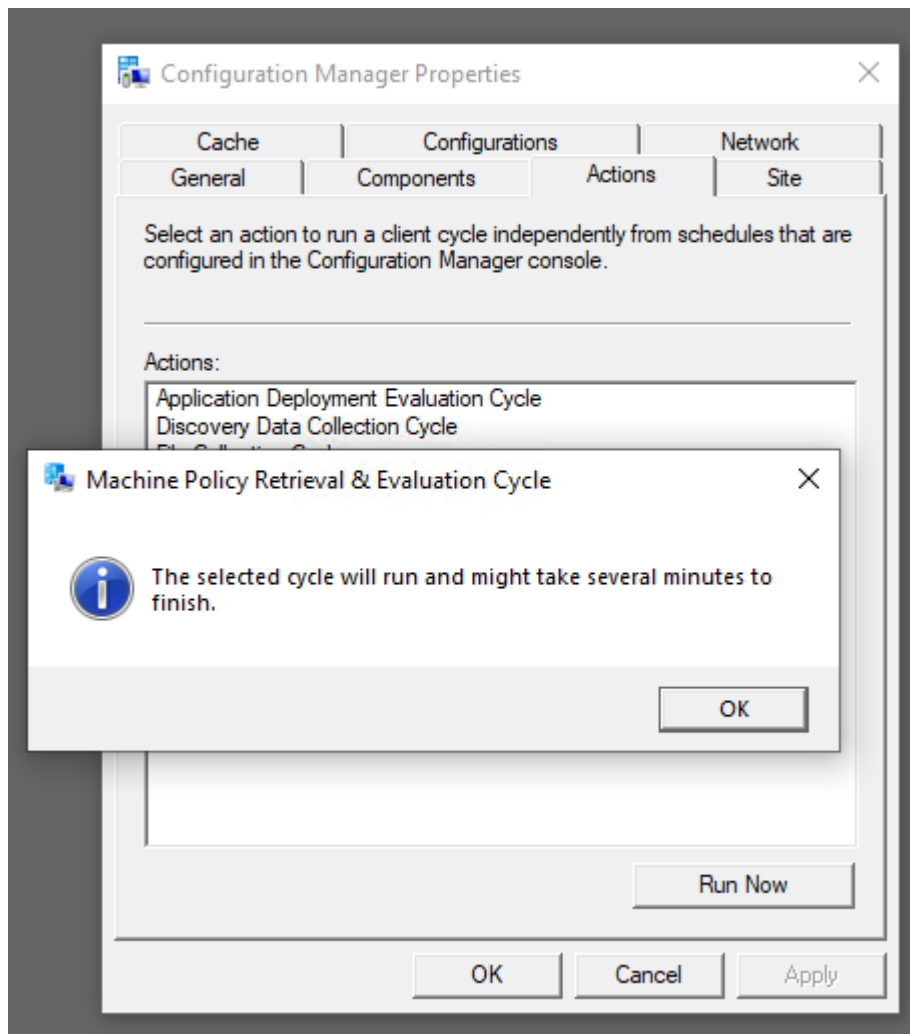 Configuration Manager Properties
Cache
Configurations
Network
General
Components
Actions
Site
Select an action to run a client cycle independently from schedules that are
configured in the Configuration Manager console.
Actions:
Application Deployment Evaluation Cycle
Discovery Data Collection Cycle
Machine Policy Retrieval & Evaluation Cycle
The selected cycle will run and might take several minutes to
finish.
OK
Run Now
OK
Cancel
Apply